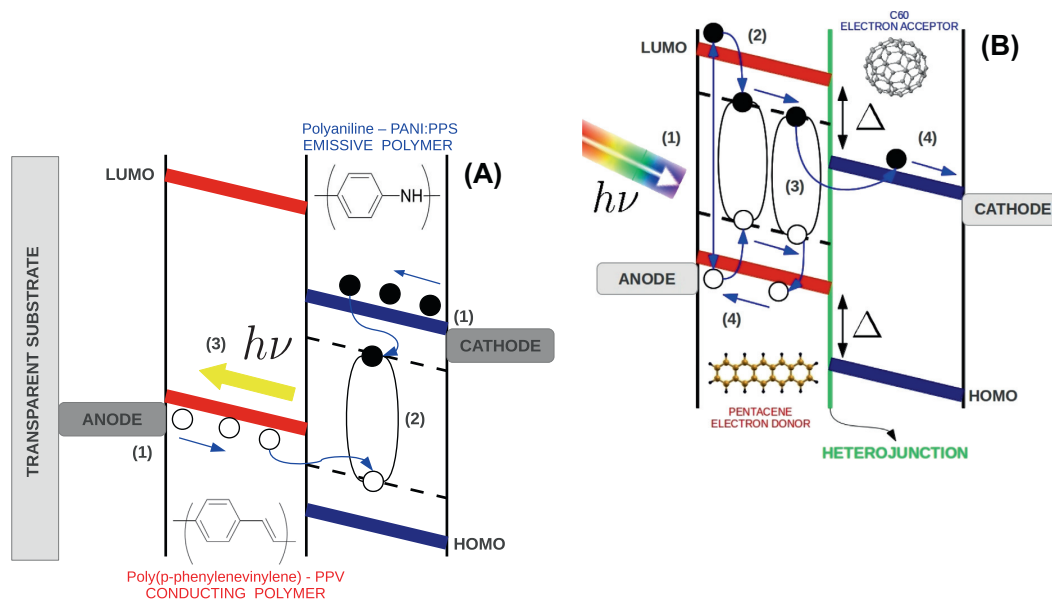 TRANSPARENT SUBSTRATE
Polyaniline – PANI:PPS
EMISSIVE POLYMER
(A)
LUMO
NH
(1)
CATHODE
(3)
hν
ANODE
(1)
(2)
HOMO
Poly(p-phenylenevinylene) - PPV
CONDUCTING POLYMER
C60
ELECTRON ACCEPTOR
(B)
LUMO
(2)
(1)
Δ
(4)
hν
(3)
CATHODE
ANODE
(4)
Δ
HOMO
PENTACENE
ELECTRON DONOR
HETEROJUNCTION